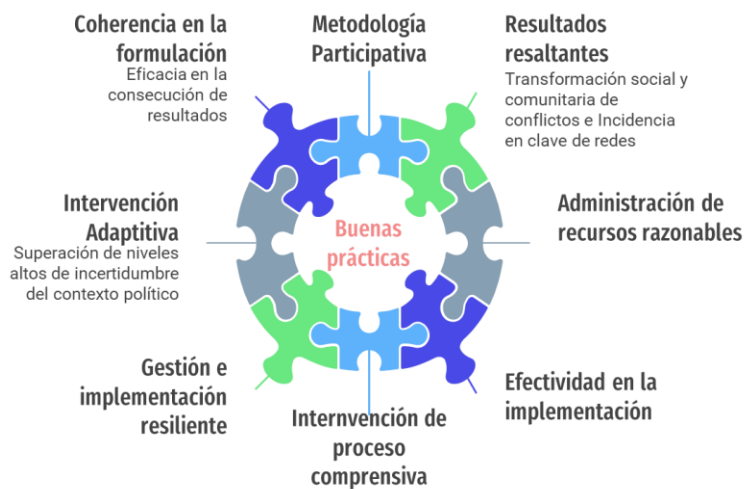 Coherencia en la
formulación
Eficacia en la
consecución de
resultados
Metodología
Participativa
Resultados
resaltantes
Transformación social y
comunitaria de
conflictos e Incidencia
en clave de redes
Intervención
Adaptitiva
Superación de niveles
altos de incertidumbre
del contexto político
Buenas
prácticas
Administración de
recursos razonables
Gestión e
implementación
resiliente
Internvención de
proceso
comprensiva
Efectividad en la
implementación